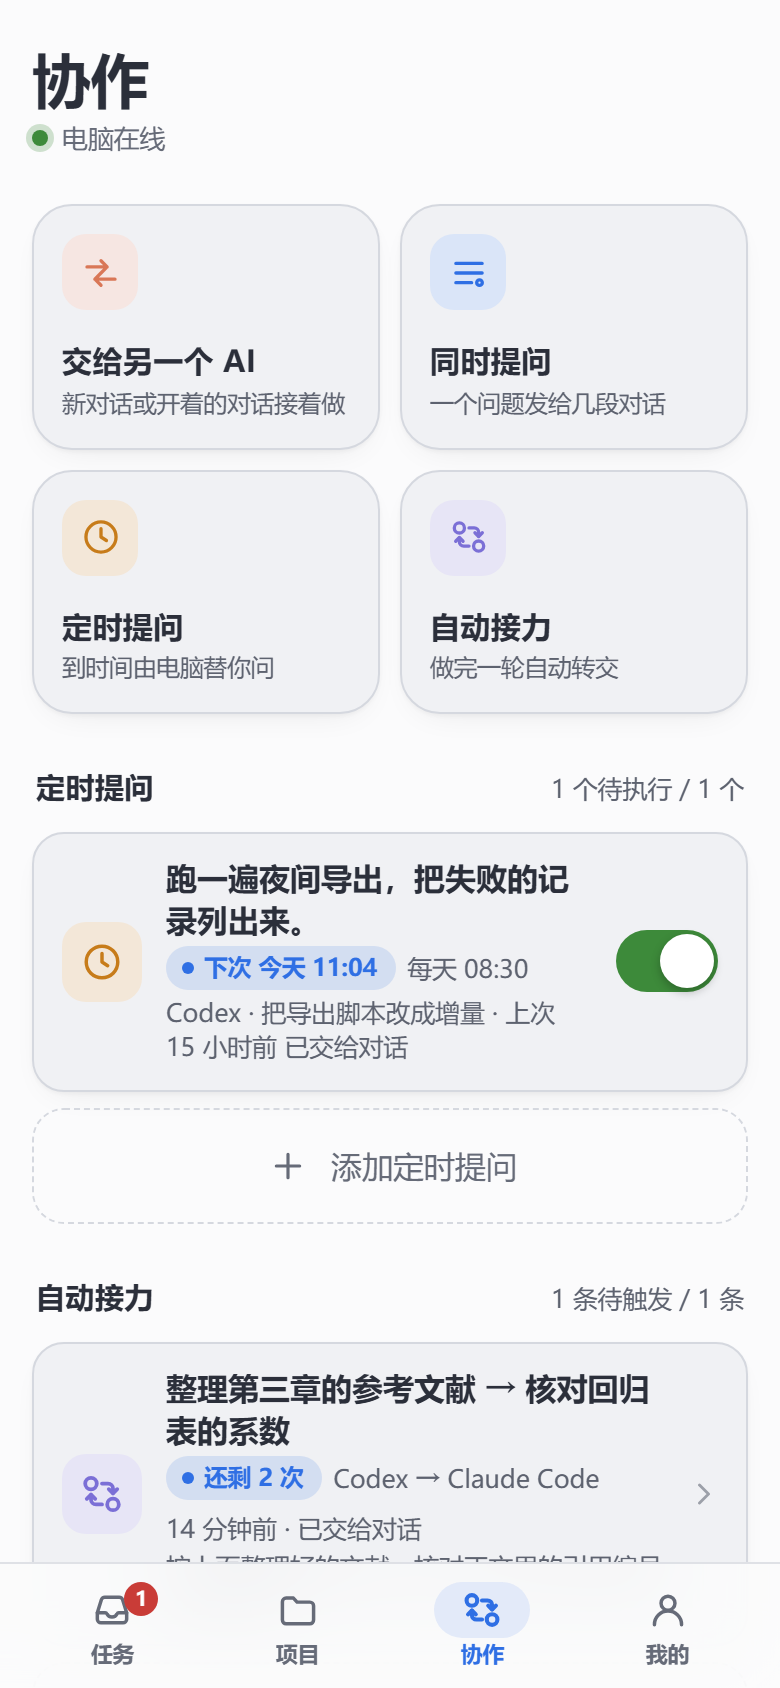 协作
电脑在线
交给另一个 AI
新对话或开着的对话接着做
同时提问
一个问题发给几段对话
定时提问
到时间由电脑替你问
自动接力
做完一轮自动转交
定时提问
1 个待执行 / 1 个
跑一遍夜间导出，把失败的记
录列出来。
下次 今天 11:04
每天 08:30
Codex · 把导出脚本改成增量 · 上次
15 小时前 已交给对话
添加定时提问
自动接力
1 条待触发 / 1 条
整理第三章的参考文献 → 核对回归
表的系数
还剩 2 次
Codex → Claude Code
14 分钟前 · 已交给对话
1
任务
项目
协作
我的